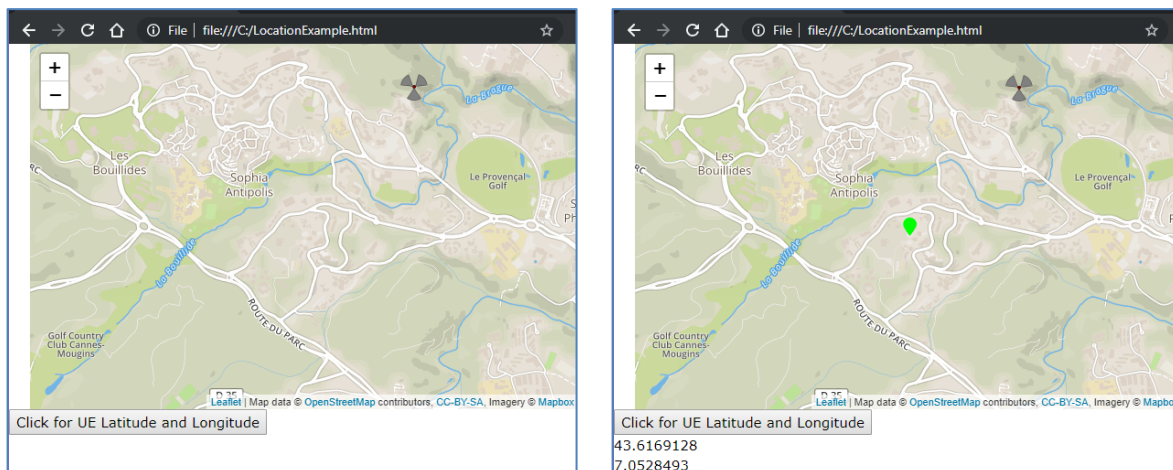 File | file:///C:/LocationExample.html
+
−
La Brague
Les
Bouillides
Sophia
Antipolis
Le Provençal
Golf
La Bouillide
ROUTE DU PARC
Golf Country
Club Cannes-
Mougins
Leaflet | Map data © OpenStreetMap contributors, CC-BY-SA, Imagery © Mapbox
Click for UE Latitude and Longitude
File | file:///C:/LocationExample.html
+
−
La Brague
Les
Bouillides
Sophia
Antipolis
Le Provençal
Golf
La Bouillide
ROUTE DU PARC
Golf Country
Club Cannes-
Mougins
Leaflet | Map data © OpenStreetMap contributors, CC-BY-SA, Imagery © Mapbo
Click for UE Latitude and Longitude
43.6169128
7.0528493